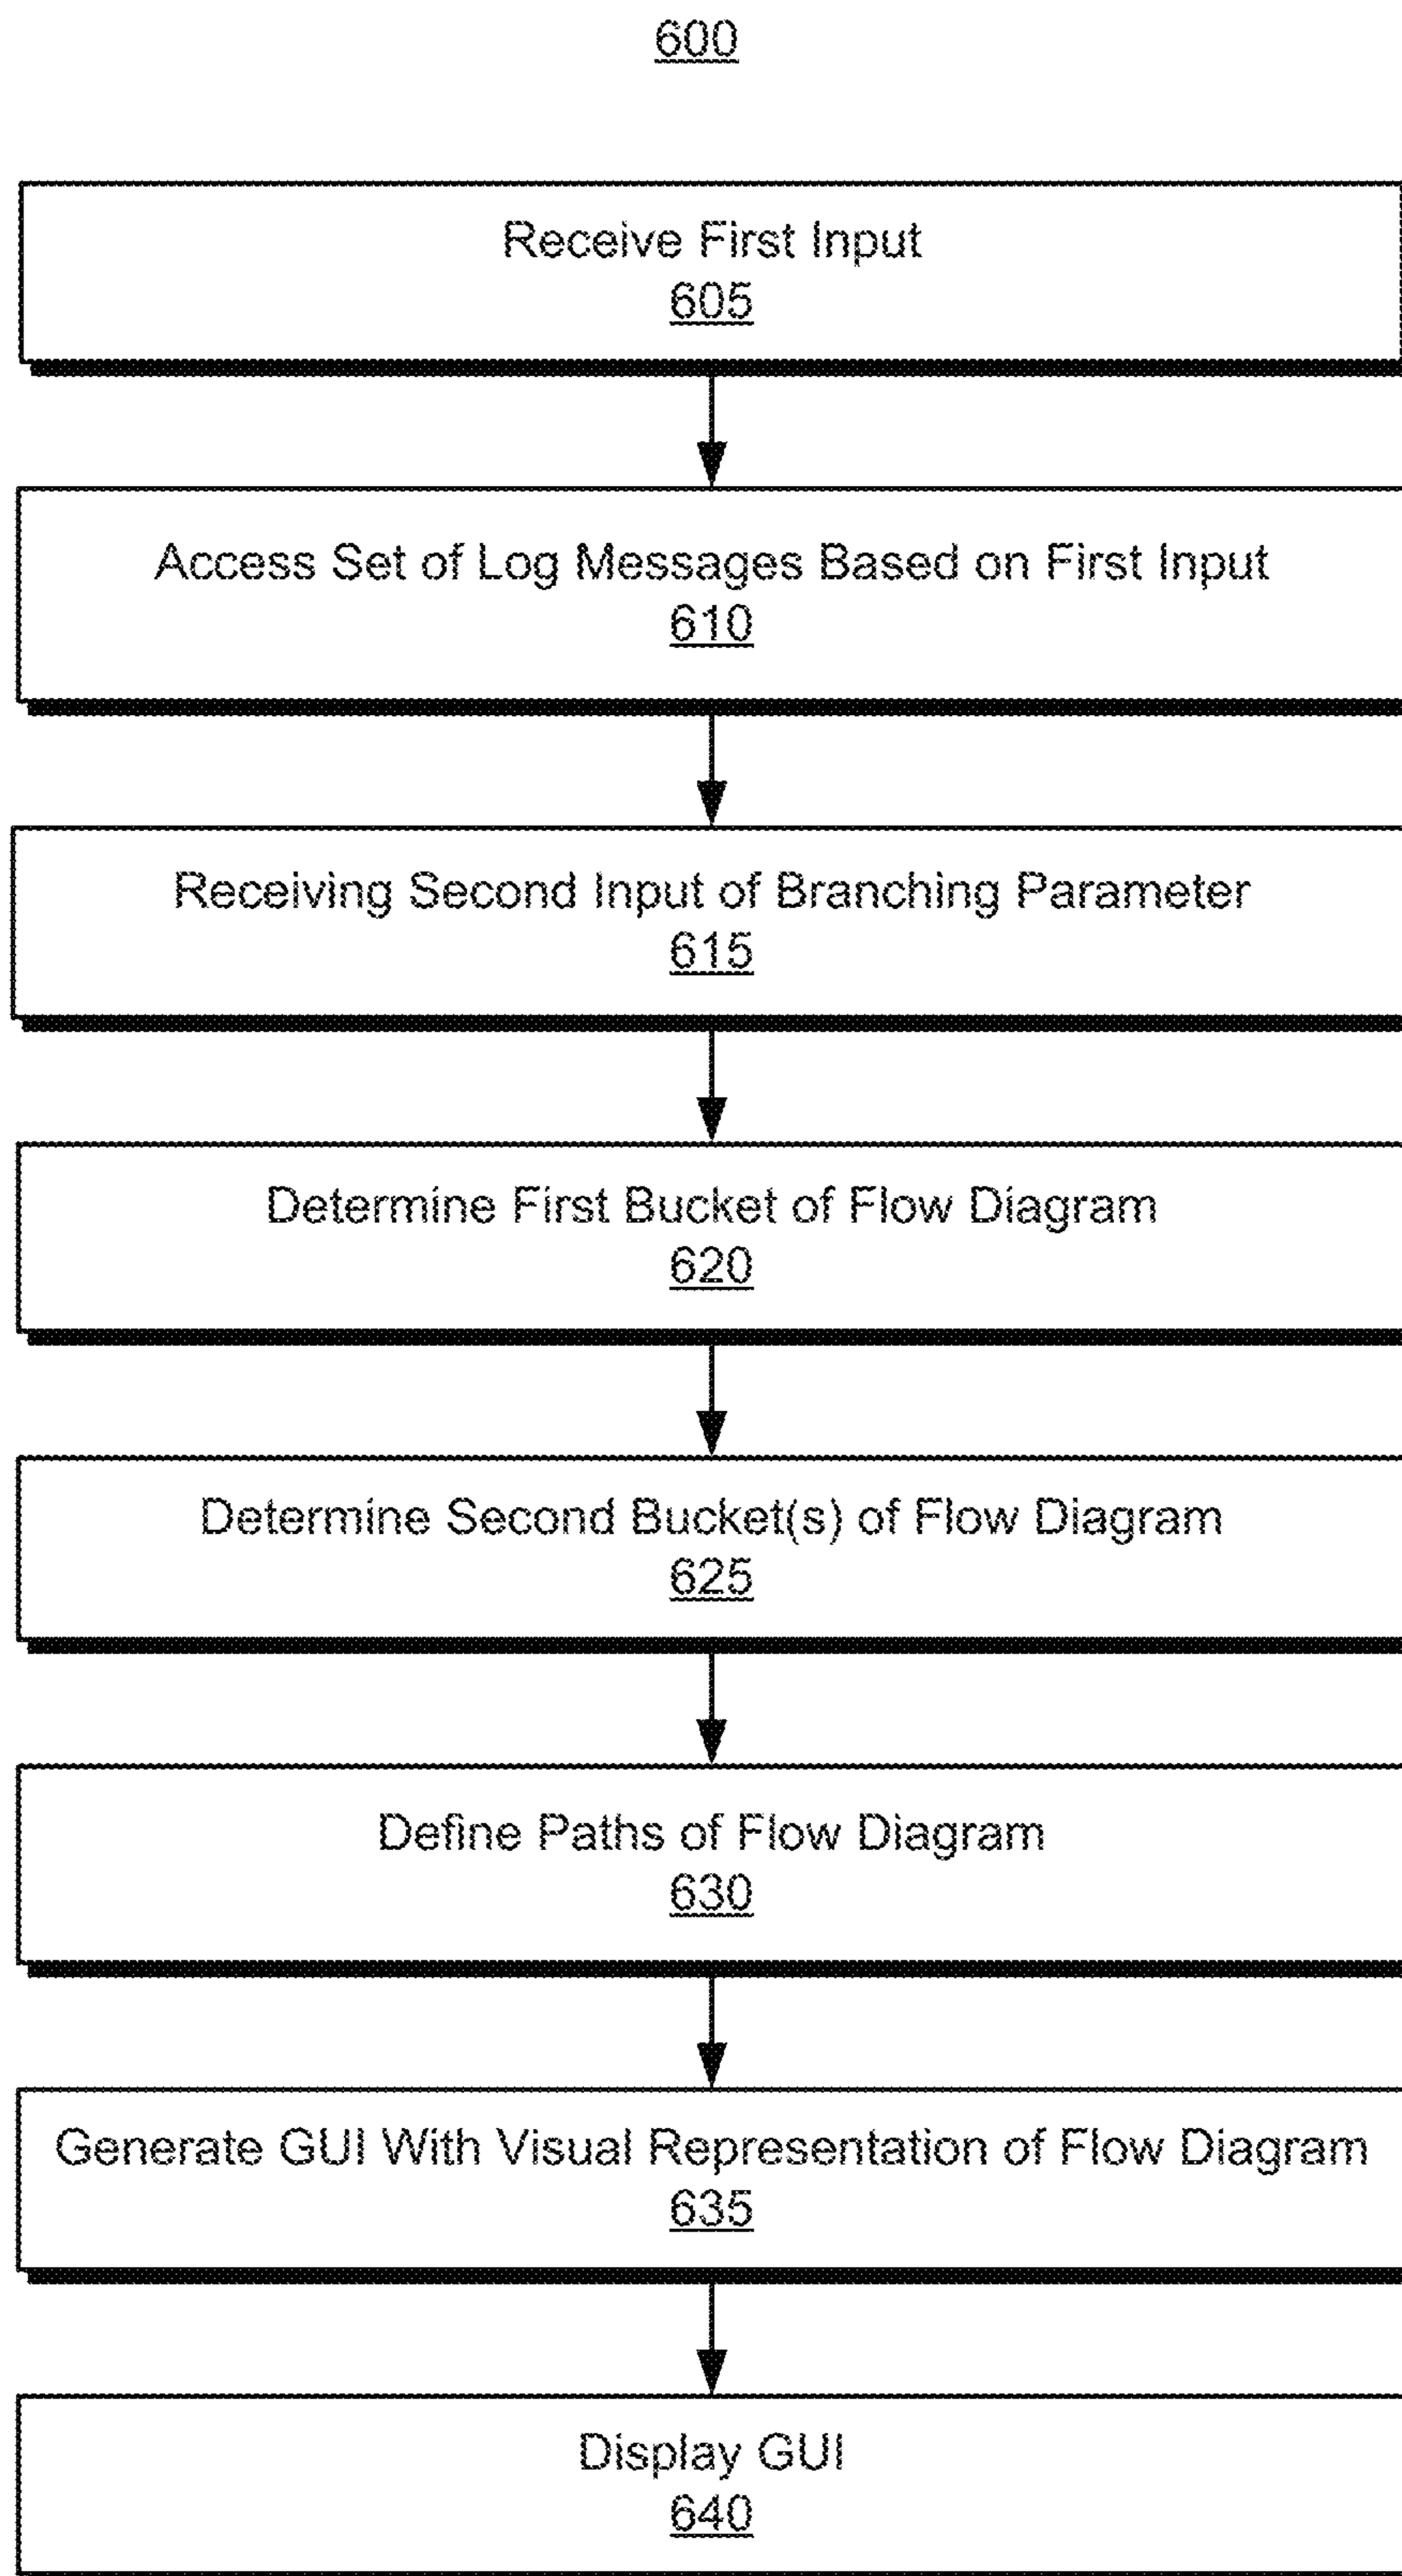 600
Receive First Input
605
Access Set of Log Messages Based on First Input
610
Receiving Second Input of Branching Parameter
615
Determine First Bucket of Flow Diagram
620
Determine Second Bucket(s) of Flow Diagram
625
Define Paths of Flow Diagram
630
Generate GUI With Visual Representation of Flow Diagram
635
Display GUI
640